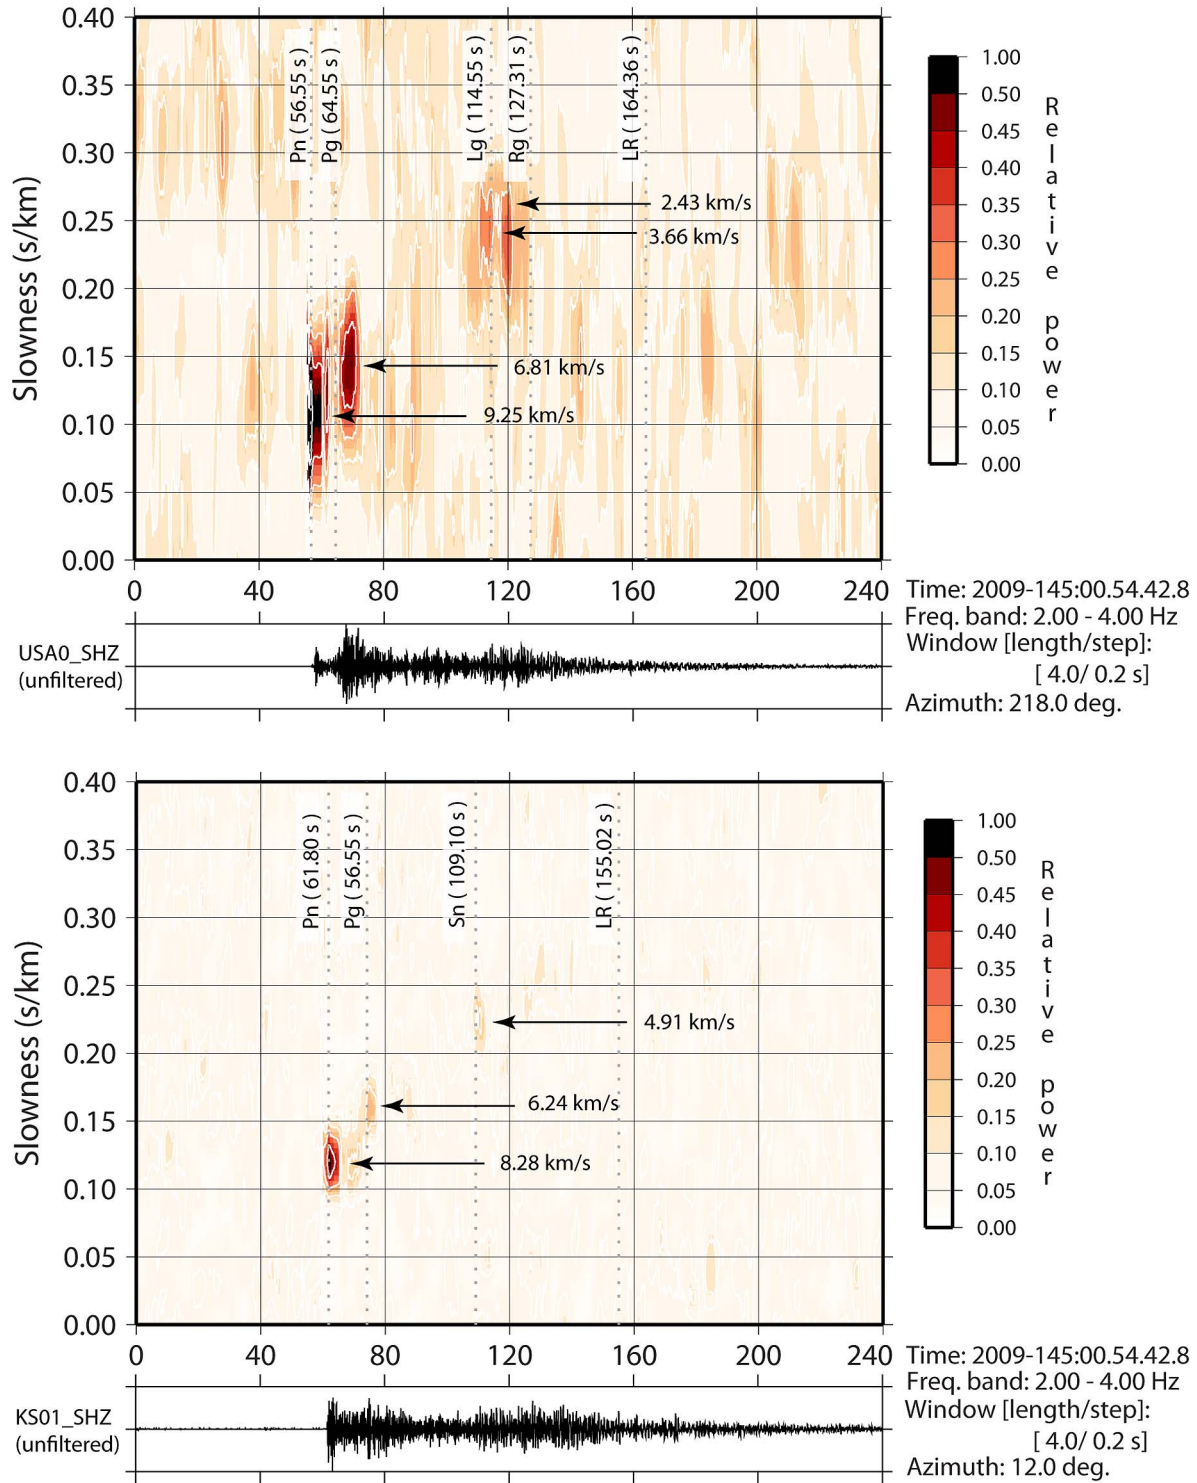 0.40
0.35
0.30
0.25
0.20
0.15
0.10
0.05
0.00
Slowness (s/km)
Pn ( 56.55 s )
Pg ( 64.55 s )
Lg ( 114.55 s )
Rg ( 127.31 s )
LR ( 164.36 s )
2.43 km/s
3.66 km/s
6.81 km/s
9.25 km/s
0 40 80 120 160 200 240
1.00
0.50
0.45
0.40
0.35
0.30
0.25
0.20
0.15
0.10
0.05
0.00
Relative power
USA0_SHZ
(unfiltered)
Time: 2009-145:00.54.42.8
Freq. band: 2.00 - 4.00 Hz
Window [length/step]:
[ 4.0/ 0.2 s]
Azimuth: 218.0 deg.
0.40
0.35
0.30
0.25
0.20
0.15
0.10
0.05
0.00
Slowness (s/km)
Pn ( 61.80 s )
Pg ( 56.55 s )
Sn ( 109.10 s )
LR ( 155.02 s )
4.91 km/s
6.24 km/s
8.28 km/s
0 40 80 120 160 200 240
1.00
0.50
0.45
0.40
0.35
0.30
0.25
0.20
0.15
0.10
0.05
0.00
Relative power
KS01_SHZ
(unfiltered)
Time: 2009-145:00.54.42.8
Freq. band: 2.00 - 4.00 Hz
Window [length/step]:
[ 4.0/ 0.2 s]
Azimuth: 12.0 deg.